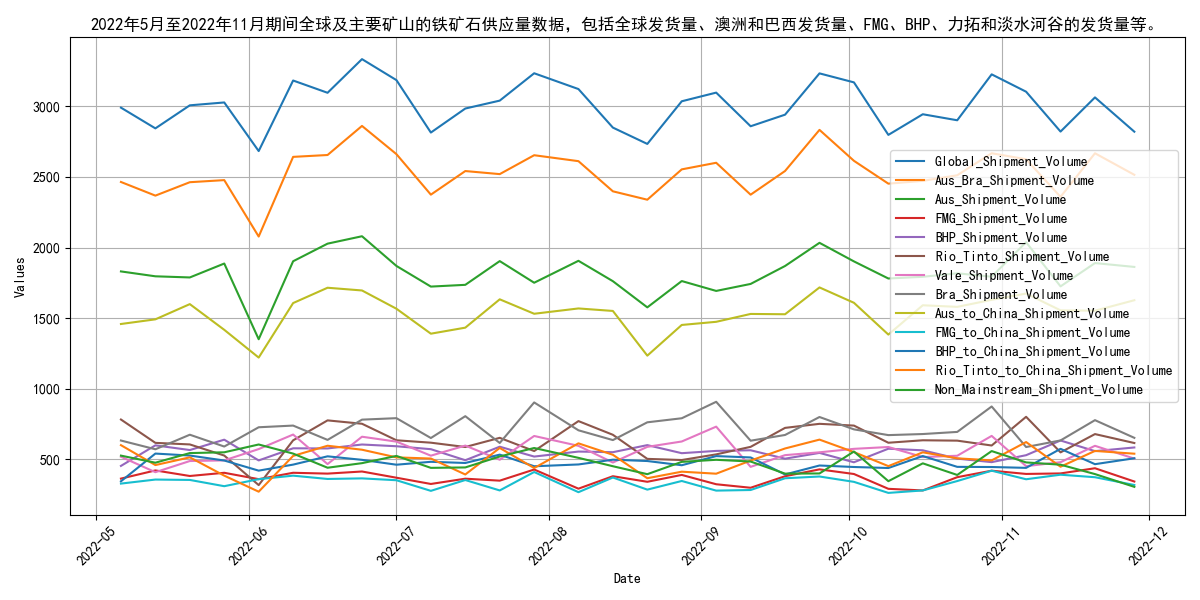 2022年5月至2022年11月期间全球及主要矿山的铁矿石供应量数据，包括全球发货量、澳洲和巴西发货量、FMG、BHP、力拓和淡水河谷的发货量等。
Values
3000
2500
2000
1500
1000
500
Global_Shipment_Volume
Aus_Bra_Shipment_Volume
Aus_Shipment_Volume
FMG_Shipment_Volume
BHP_Shipment_Volume
Rio_Tinto_Shipment_Volume
Vale_Shipment_Volume
Bra_Shipment_Volume
Aus_to_China_Shipment_Volume
FMG_to_China_Shipment_Volume
BHP_to_China_Shipment_Volume
Rio_Tinto_to_China_Shipment_Volume
Non_Mainstream_Shipment_Volume
2022-05
2022-06
2022-07
2022-08
2022-09
2022-10
2022-11
2022-12
Date